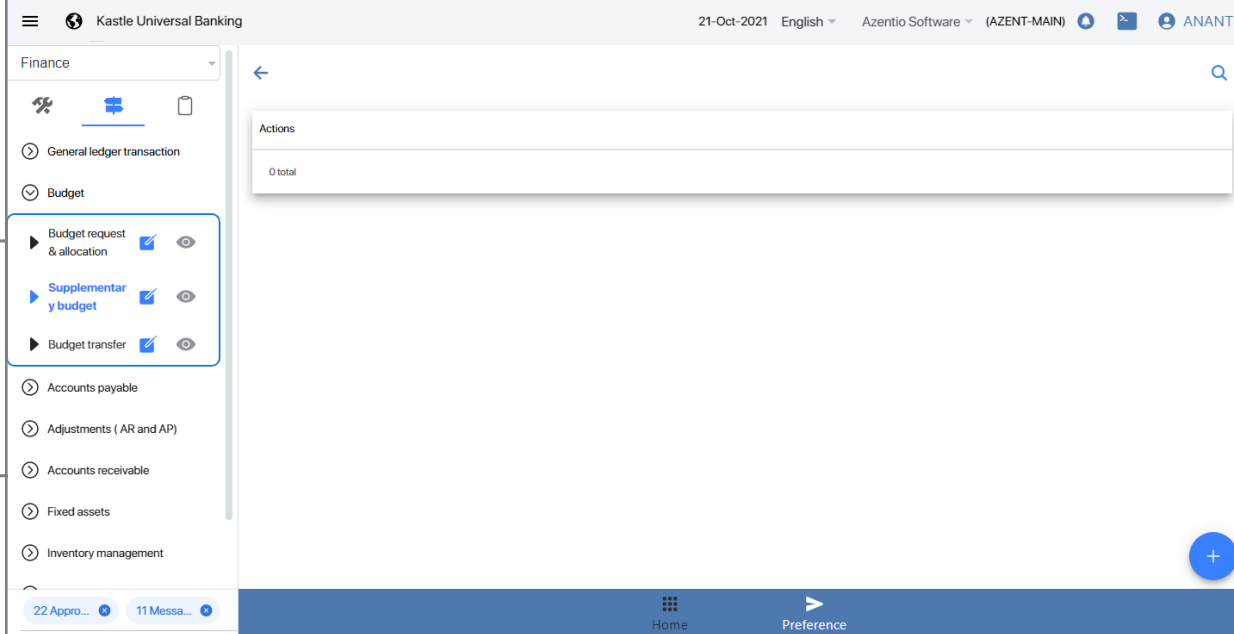 Kastle Universal Banking
21-Oct-2021 English Azentio Software (AZENT-MAIN) ANANT
Finance
General ledger transaction
Budget
Budget request
& allocation
Supplementar
y budget
Budget transfer
Accounts payable
Adjustments ( AR and AP)
Accounts receivable
Fixed assets
Inventory management
22 Appro... 11 Messa...
Actions
0 total
Home
Preference